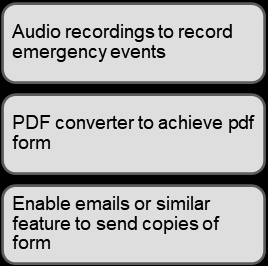 Audio recordings to record
emergency events
PDF converter to achieve pdf
form
Enable emails or similar
feature to send copies of
form